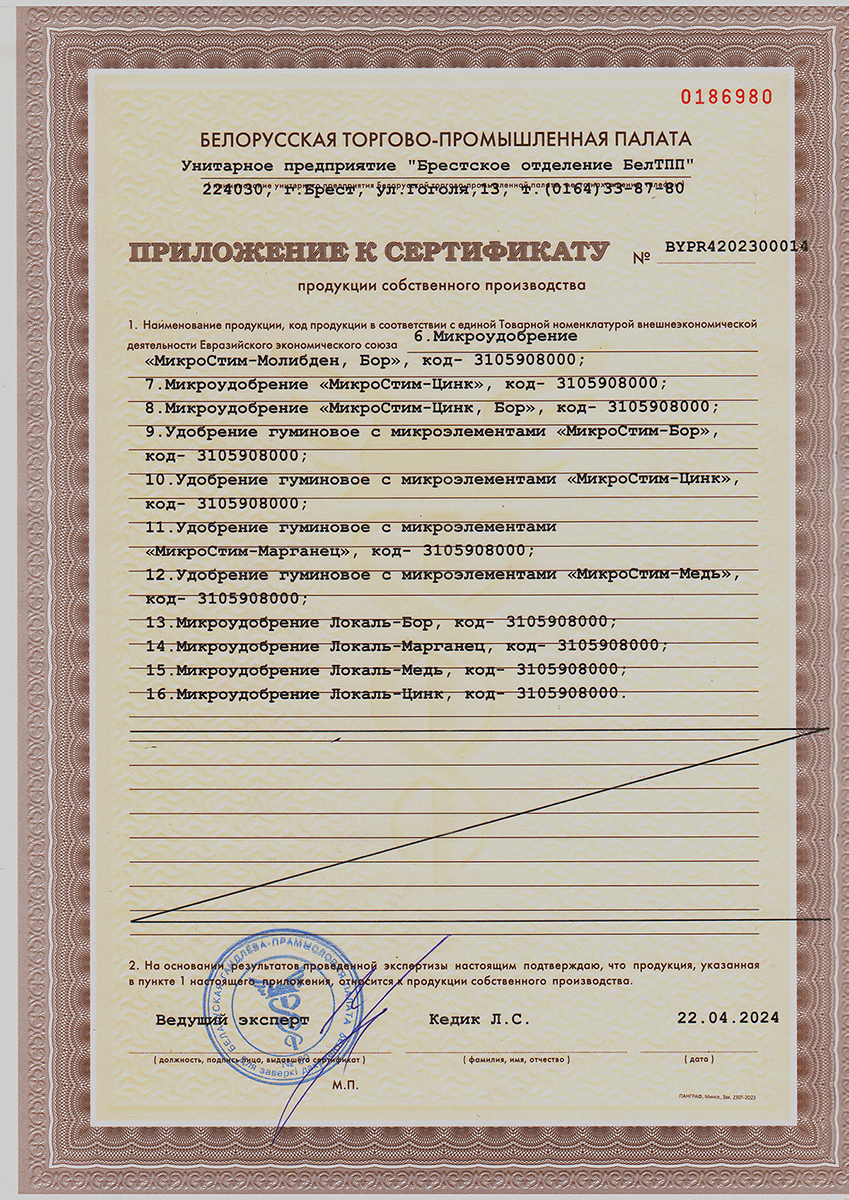 0186980
БЕЛОРУССКАЯ ТОРГОВО-ПРОМЫШЛЕННАЯ ПАЛАТА
Унитарное предприятие "Брестское отделение БелТПП"
224030, г.Брест, ул.Гоголя,13, т.(0164)33-87-80
ПРИЛОЖЕНИЕ К СЕРТИФИКАТУ № BYPR4202300014
продукции собственного производства
1. Наименование продукции, код продукции в соответствии с единой Товарной номенклатурой внешнеэкономической
деятельности Евразийского экономического союза 6.Микроудобрение
«МикроСтим-Молибден, Бор», код- 3105908000;
7.Микроудобрение «МикроСтим-Цинк», код- 3105908000;
8.Микроудобрение «МикроСтим-Цинк, Бор», код- 3105908000;
9.Удобрение гуминовое с микроэлементами «МикроСтим-Бор»,
код- 3105908000;
10.Удобрение гуминовое с микроэлементами «МикроСтим-Цинк»,
код- 3105908000;
11.Удобрение гуминовое с микроэлементами
«МикроСтим-Марганец», код- 3105908000;
12.Удобрение гуминовое с микроэлементами «МикроСтим-Медь»,
код- 3105908000;
13.Микроудобрение Локаль-Бор, код- 3105908000;
14.Микроудобрение Локаль-Марганец, код- 3105908000;
15.Микроудобрение Локаль-Медь, код- 3105908000;
16.Микроудобрение Локаль-Цинк, код- 3105908000.
2. На основании результатов проведенной экспертизы настоящим подтверждаю, что продукция, указанная
в пункте 1 настоящего приложения, относится к продукции собственного производства.
Ведущий эксперт Кедик Л.С. 22.04.2024
( должность, подпись лица, выдавшего сертификат ) ( фамилия, имя, отчество ) ( дата )
М.П.
ПАНГРАФ, Минск, Зак. 2301-2023
БЕЛАРУСКАЯ ГАНДЛЁВА-ПРАМЫСЛОВАЯ ПАЛАТА